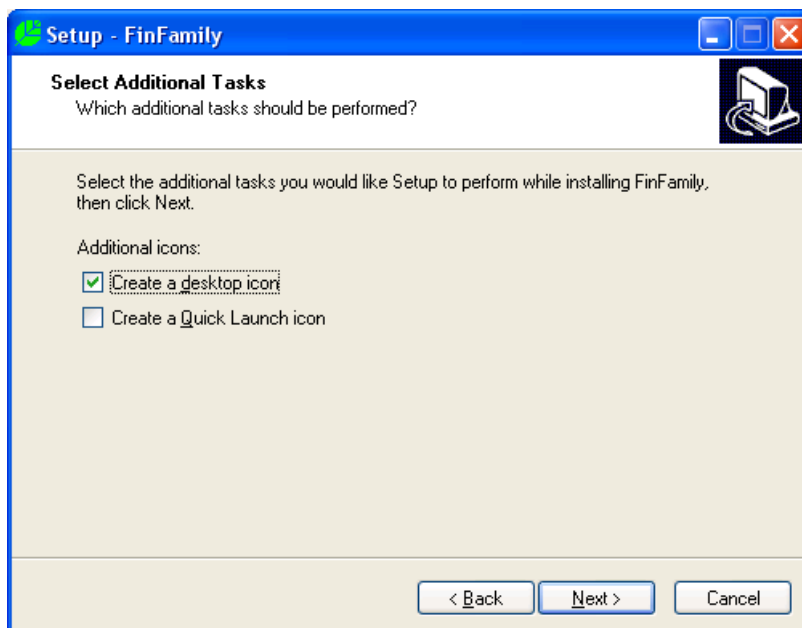 Setup - FinFamily
Select Additional Tasks
Which additional tasks should be performed?
Select the additional tasks you would like Setup to perform while installing FinFamily,
then click Next.
Additional icons:
Create a desktop icon
Create a Quick Launch icon
< Back
Next >
Cancel